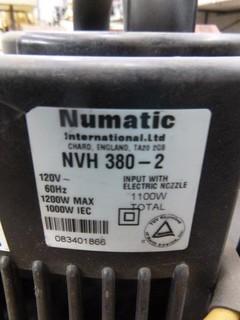 Numatic
International.Ltd
CHARD, ENGLAND, TA20 2GB
NVH 380-2
120V~
60Hz
1200W MAX
1000W IEC
INPUT WITH
ELECTRIC NOZZLE
1100W
TOTAL
083401866